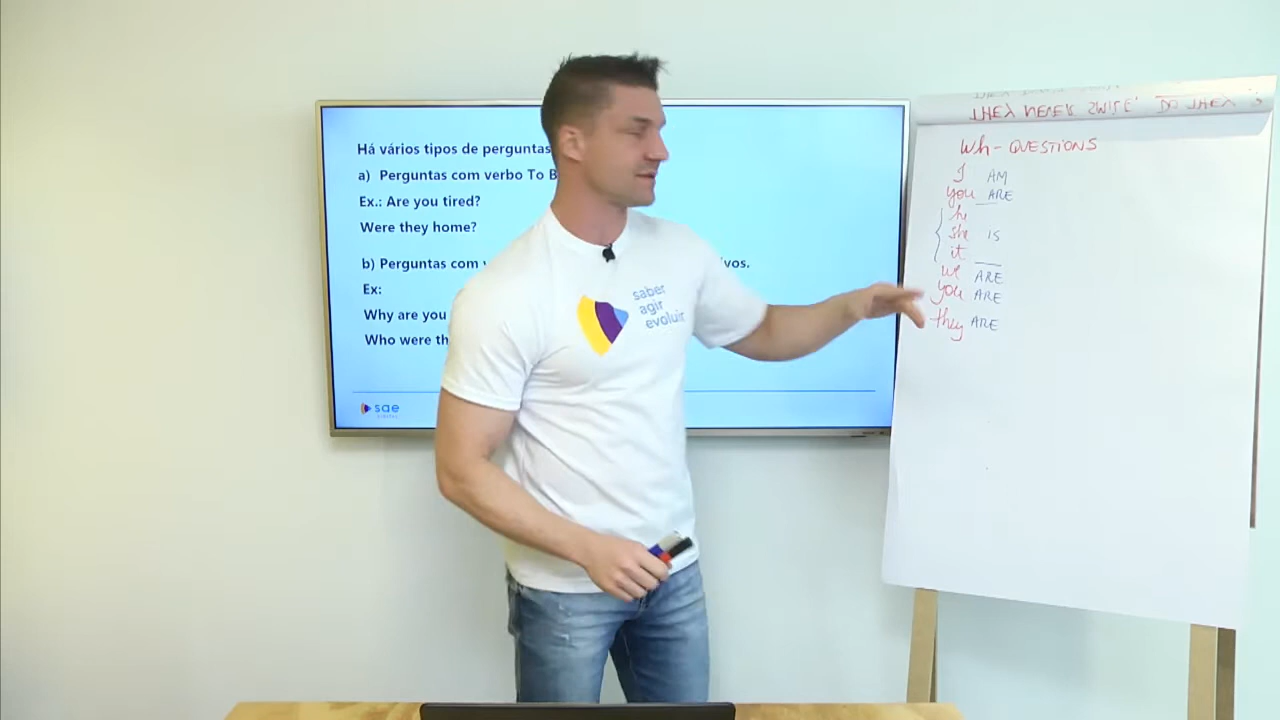 Há vários tipos de perguntas
a) Perguntas com verbo To B
Ex.: Are you tired?
Were they home?
b) Perguntas com
vos.
Ex:
Why are you
Who were th
sae
saber
agir
evoluir
Wh- QUESTIONS
I AM
you ARE
he
she IS
it
we ARE
you ARE
they ARE